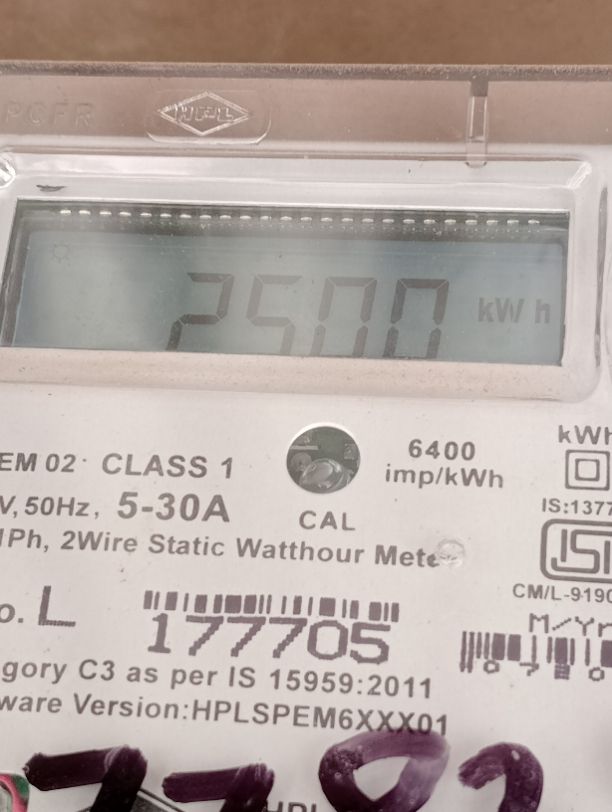 HPL
2500 kWh
EM 02 CLASS 1
6400
imp/kWh
kWh
V, 50Hz, 5-30A
CAL
1Ph, 2Wire Static Watthour Mete
IS:1377
ISI
CM/L-9190
o. L
177705
M/Yr
gory C3 as per IS 15959:2011
ware Version:HPLSPEM6XXX01
HPL